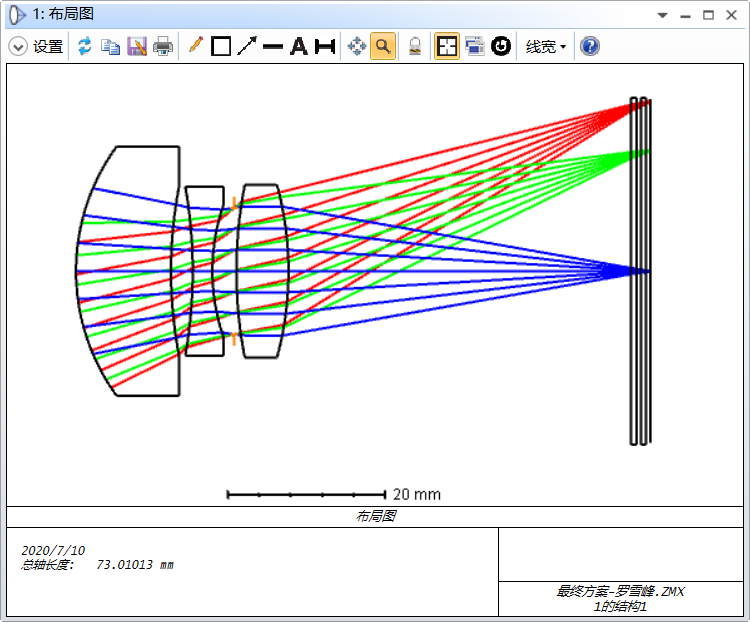 1: 布局图
设置
A
线宽
20 mm
布局图
2020/7/10
总轴长度: 73.01013 mm
最终方案-罗雪峰.ZMX
1的结构1